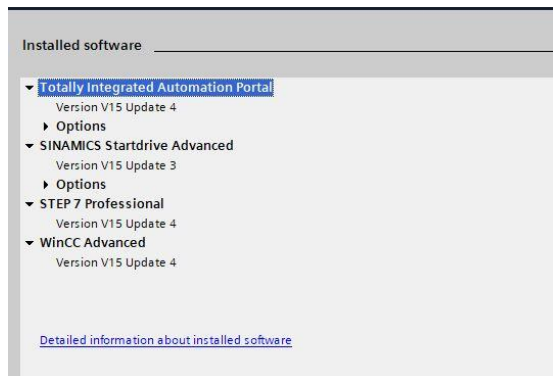 Installed software
Totally Integrated Automation Portal
Version V15 Update 4
Options
SINAMICS Startdrive Advanced
Version V15 Update 3
Options
STEP 7 Professional
Version V15 Update 4
WinCC Advanced
Version V15 Update 4
Detailed information about installed software